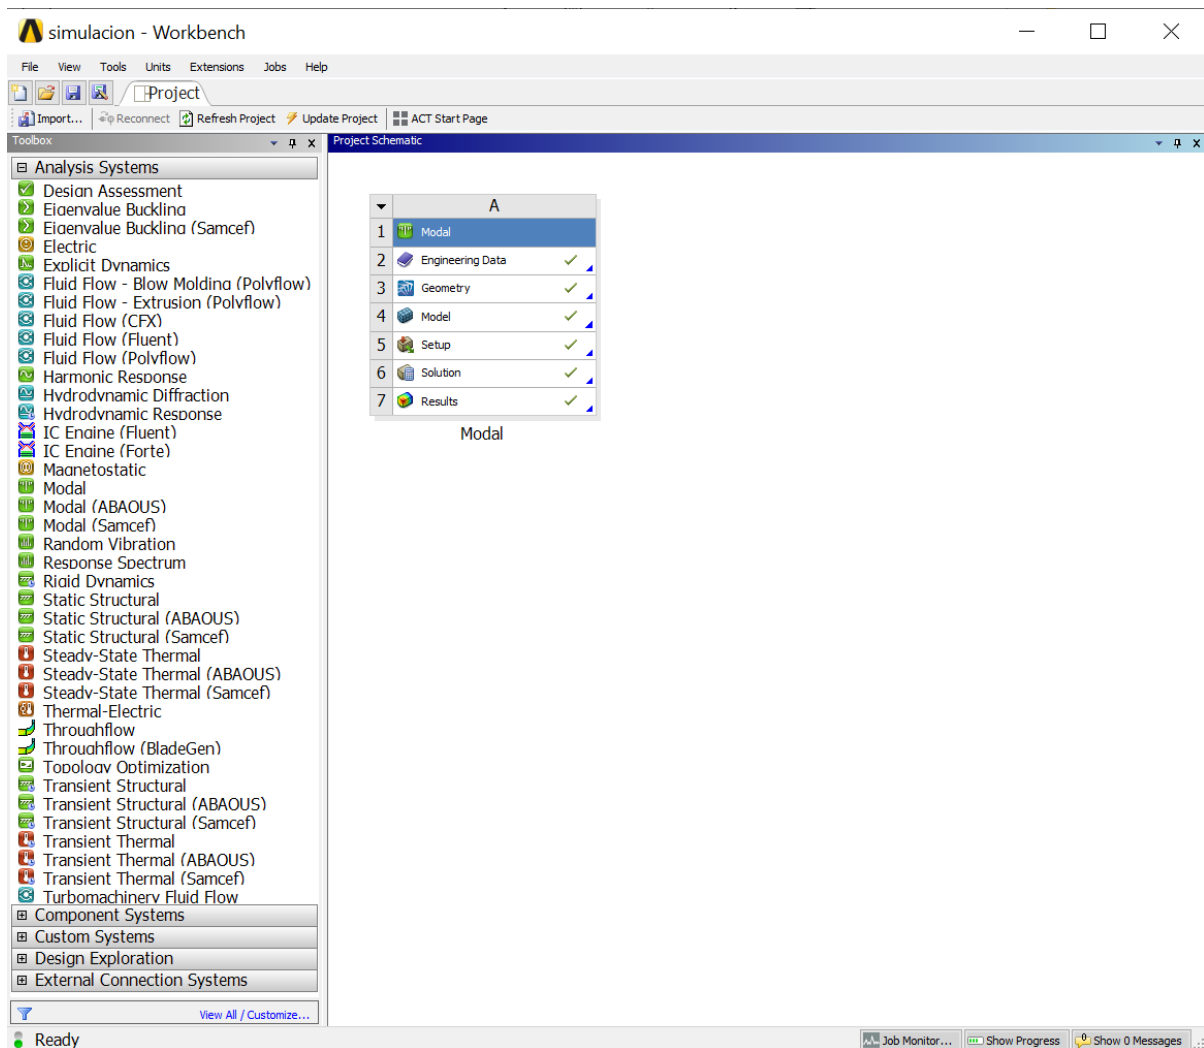 simulacion - Workbench
File View Tools Units Extensions Jobs Help
Project
Import... Reconnect Refresh Project Update Project ACT Start Page
Toolbox
Analysis Systems
Design Assessment
Eigenvalue Buckling
Eigenvalue Buckling (Samcef)
Electric
Explicit Dynamics
Fluid Flow - Blow Molding (Polyflow)
Fluid Flow - Extrusion (Polyflow)
Fluid Flow (CFX)
Fluid Flow (Fluent)
Fluid Flow (Polyflow)
Harmonic Response
Hydrodynamic Diffraction
Hydrodynamic Response
IC Engine (Fluent)
IC Engine (Forte)
Magnetostatic
Modal
Modal (ABAQUS)
Modal (Samcef)
Random Vibration
Response Spectrum
Rigid Dynamics
Static Structural
Static Structural (ABAQUS)
Static Structural (Samcef)
Steady-State Thermal
Steady-State Thermal (ABAQUS)
Steady-State Thermal (Samcef)
Thermal-Electric
Throughflow
Throughflow (BladeGen)
Topology Optimization
Transient Structural
Transient Structural (ABAQUS)
Transient Structural (Samcef)
Transient Thermal
Transient Thermal (ABAQUS)
Transient Thermal (Samcef)
Turbomachinery Fluid Flow
Component Systems
Custom Systems
Design Exploration
External Connection Systems
View All / Customize...
Project Schematic
A
1 Modal
2 Engineering Data
3 Geometry
4 Model
5 Setup
6 Solution
7 Results
Modal
Ready
Job Monitor... Show Progress Show 0 Messages